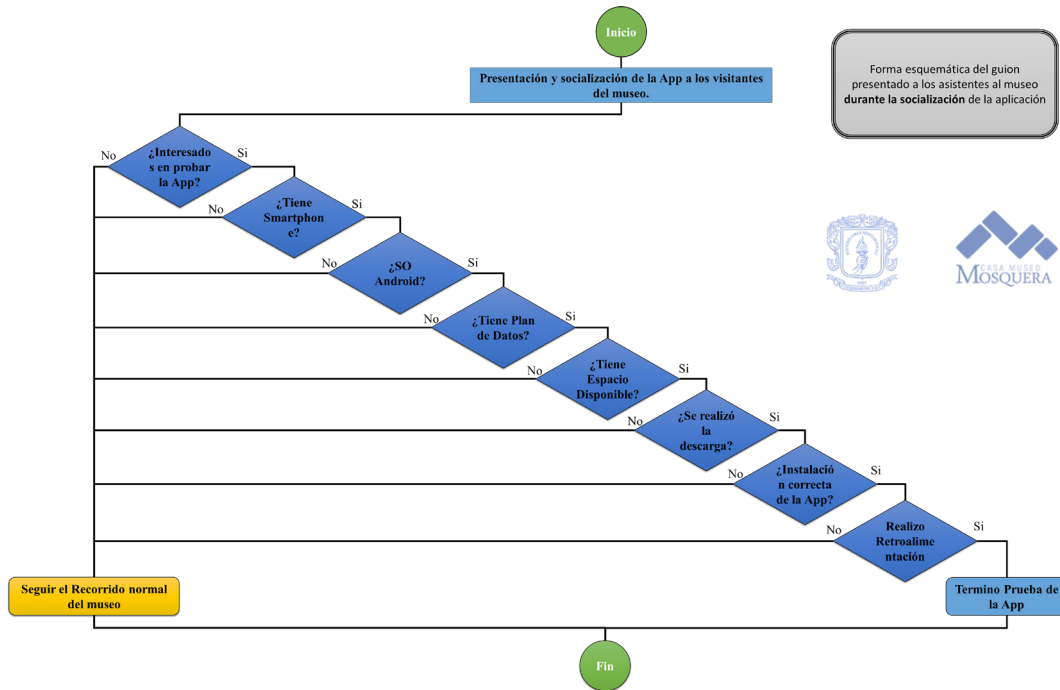 Inicio
Presentación y socialización de la App a los visitantes
del museo.
Forma esquemática del guion
presentado a los asistentes al museo
durante la socialización de la aplicación
No
¿Interesado
s en probar
la App?
Si
No
¿Tiene
Smartphon
e?
Si
No
¿SO
Android?
Si
No
¿Tiene Plan
de Datos?
Si
No
¿Tiene
Espacio
Disponible?
Si
No
¿Se realizó
la
descarga?
Si
No
¿Instalació
n correcta
de la App?
Si
No
Realizo
Retroalime
ntación
Si
CASA MUSEO
MOSQUERA
Seguir el Recorrido normal
del museo
Termino Prueba de
la App
Fin